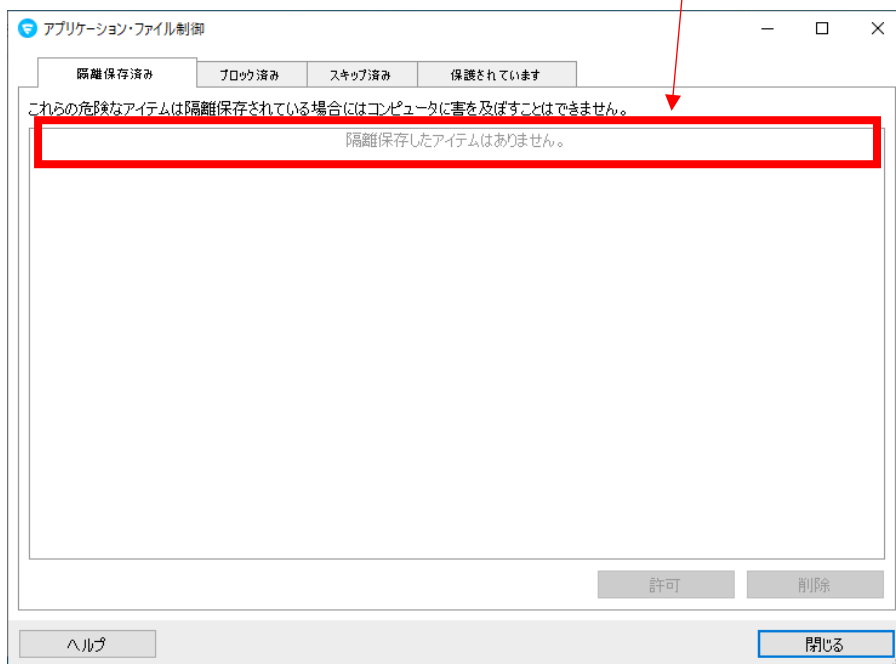 アプリケーション・ファイル制御
隔離保存済み
ブロック済み
スキップ済み
保護されています
これらの危険なアイテムは隔離保存されている場合にはコンピュータに害を及ぼすことはできません。
隔離保存したアイテムはありません。
許可
削除
ヘルプ
閉じる